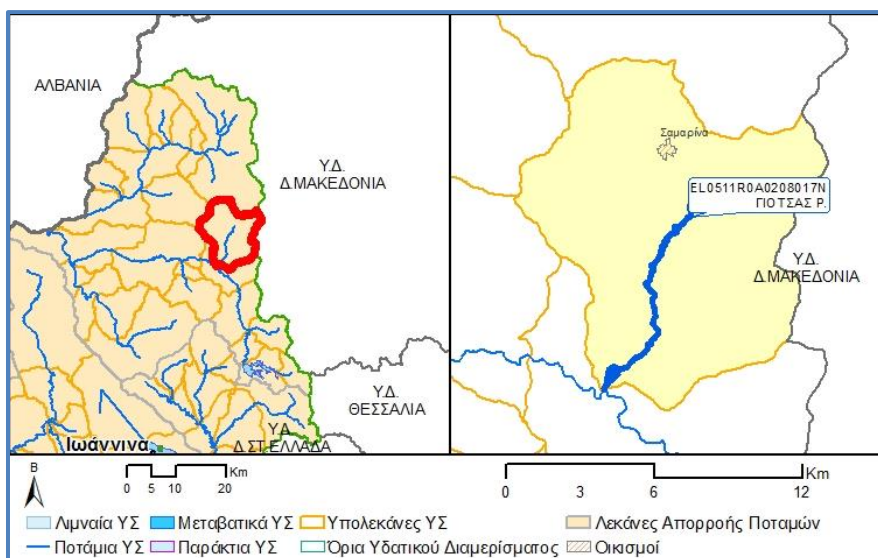 ΑΛΒΑΝΙΑ
Υ.Δ.
Δ.ΜΑΚΕΔΟΝΙΑ
Υ.Δ.
ΘΕΣΣΑΛΙΑ
Υ.Δ.
Δ.ΣΤ.ΕΛΛΑΔΑ
Ιωάννινα
Σαμαρίνα
EL0511R0A0208017N
ΓΙΟΤΣΑΣ Ρ.
Υ.Δ.
Δ.ΜΑΚΕΔΟΝΙΑ
Β
Km
0 5 10 20
Km
0 3 6 12
Λιμναία ΥΣ Μεταβατικά ΥΣ Υπολεκάνες ΥΣ Λεκάνες Απορροής Ποταμών
Ποτάμια ΥΣ Παράκτια ΥΣ Όρια Υδατικού Διαμερίσματος Οικισμοί